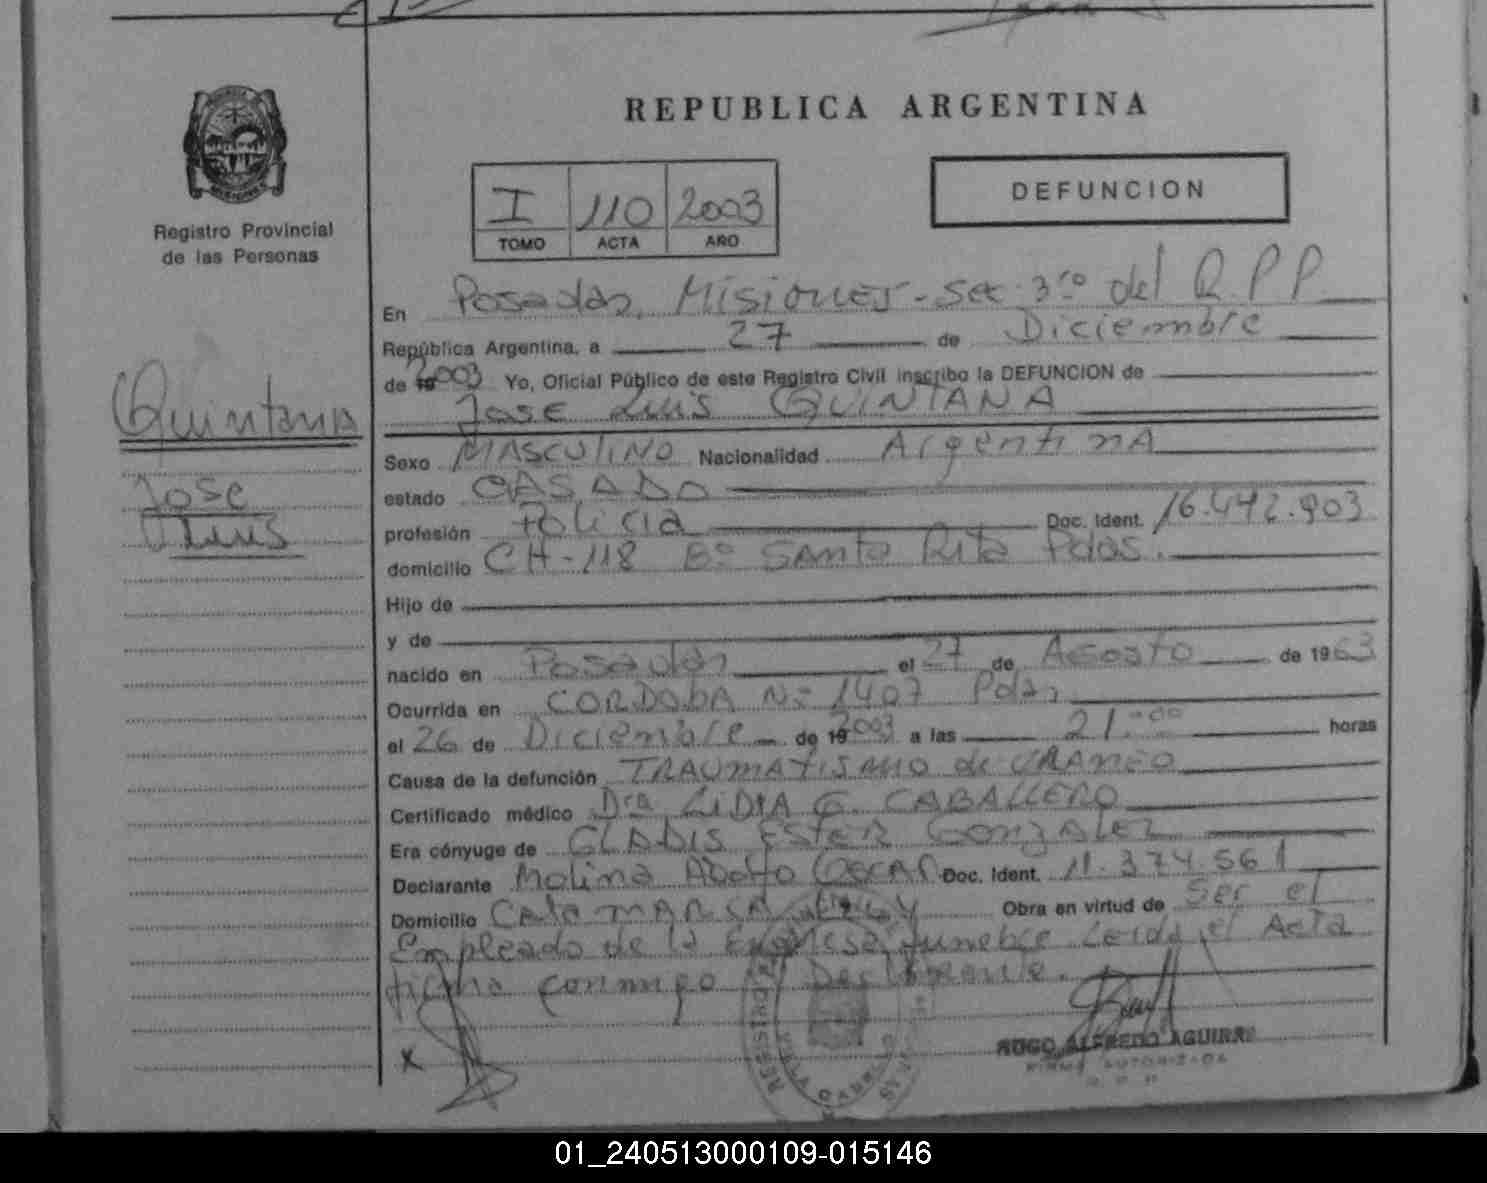 REPUBLICA ARGENTINA
DEFUNCION
I 110 2003
TOMO ACTA AÑO
Registro Provincial
de las Personas
Quintana
Jose
Luis
En Posadas, Misiones - Sec 3ra del R.P.P.
República Argentina, a 27 de Diciembre
de 2003 Yo, Oficial Público de este Registro Civil inscribo la DEFUNCION de
Jose Luis QUINTANA
Sexo MASCULINO Nacionalidad Argentina
estado CASADO
profesión Policia Doc. Ident. 16.442.903
domicilio CH-118 Bº Santa Rita Pdas.
Hijo de
y de
nacido en Posadas el 27 de Agosto de 1963
Ocurrida en CORDOBA Nº 1407 Pdas
el 26 de Diciembre de 2003 a las 21:00 horas
Causa de la defunción TRAUMATISMO de CRANEO
Certificado médico Dra LIDIA G. CABALLERO
Era cónyuge de GLADIS ESTER GONZALEZ
Declarante Molina Adolfo Oscar Doc. Ident. 11.374.561
Domicilio CATAMARCA Obra en virtud de Ser el
Empleado de la Empresa funebre Leida el Acta
firma conmigo el Declarante.
X
HUGO ALFREDO AGUIRRE
FIRMA AUTORIZADA
R.P.P.
01_240513000109-015146